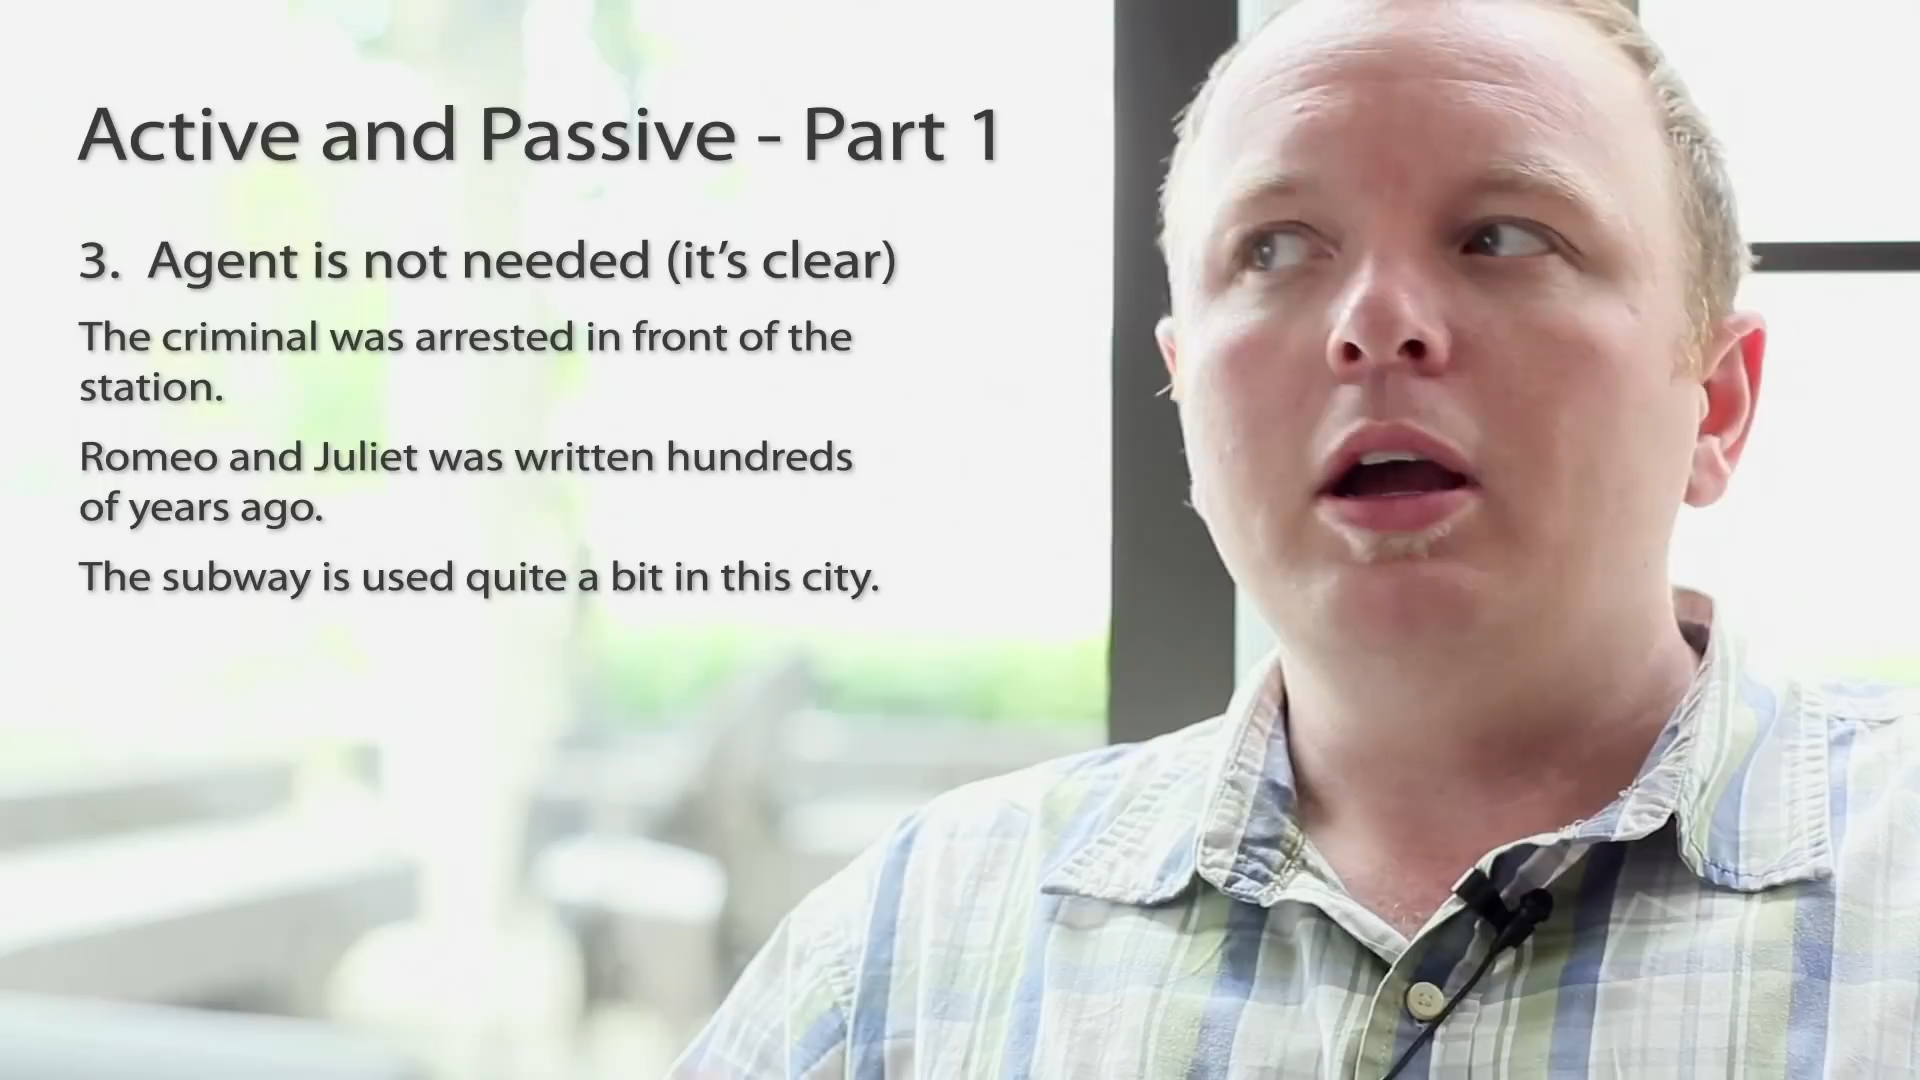 Active and Passive - Part 1
3. Agent is not needed (it’s clear)
The criminal was arrested in front of the
station.
Romeo and Juliet was written hundreds
of years ago.
The subway is used quite a bit in this city.